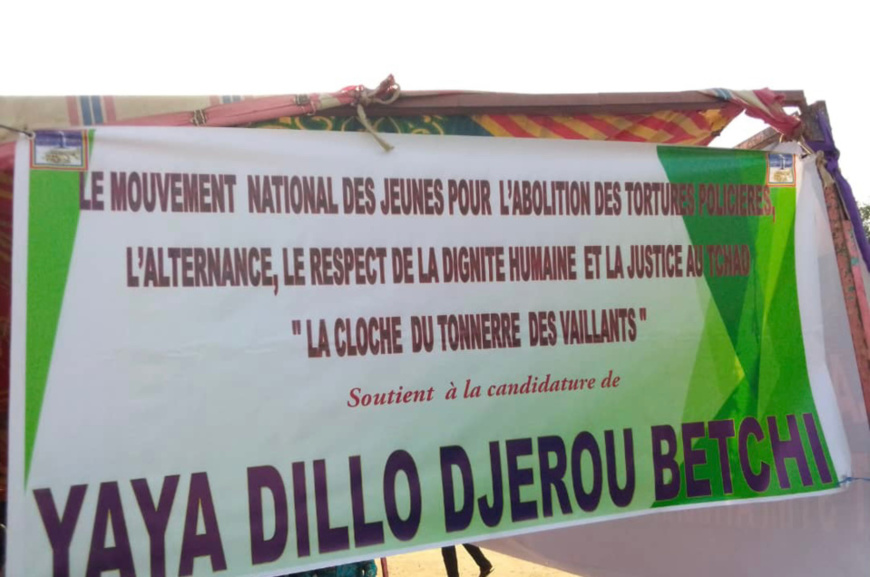 LE MOUVEMENT NATIONAL DES JEUNES POUR L'ABOLITION DES TORTURES POLICIERES,
L'ALTERNANCE, LE RESPECT DE LA DIGNITE HUMAINE ET LA JUSTICE AU TCHAD
" LA CLOCHE DU TONNERRE DES VAILLANTS "
Soutient à la candidature de
YAYA DILLO DJEROU BETCHI